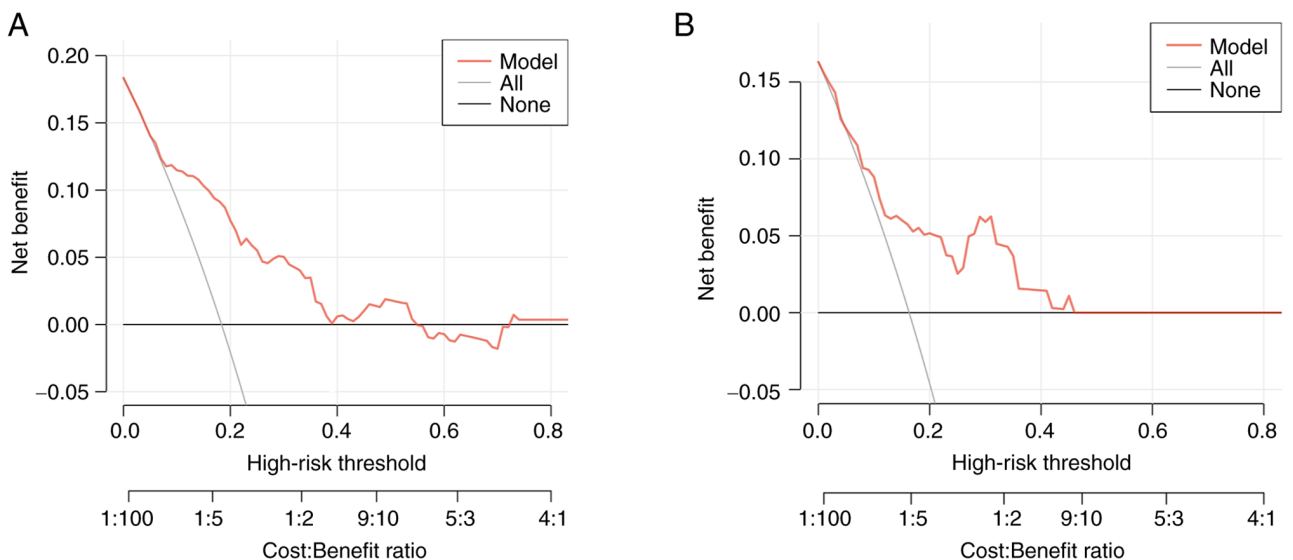 A
Net benefit
0.20
0.15
0.10
0.05
0.00
−0.05
Model
All
None
0.0 0.2 0.4 0.6 0.8
High-risk threshold
1:100 1:5 1:2 9:10 5:3 4:1
Cost:Benefit ratio
B
Net benefit
0.15
0.10
0.05
0.00
−0.05
Model
All
None
0.0 0.2 0.4 0.6 0.8
High-risk threshold
1:100 1:5 1:2 9:10 5:3 4:1
Cost:Benefit ratio